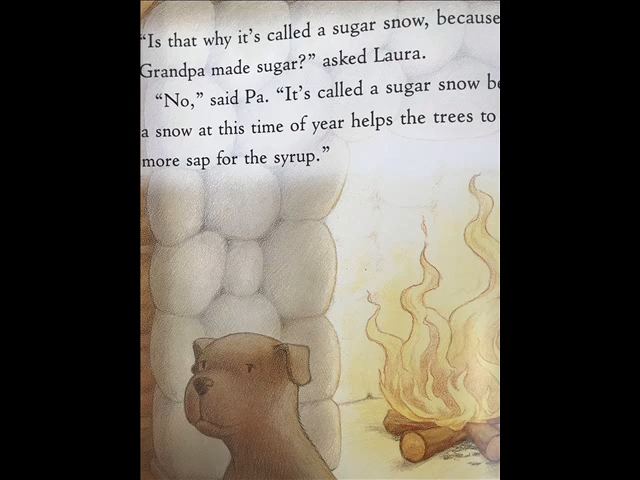 “Is that why it’s called a sugar snow, because
Grandpa made sugar?” asked Laura.
“No,” said Pa. “It’s called a sugar snow
a snow at this time of year helps the trees to
more sap for the syrup.”